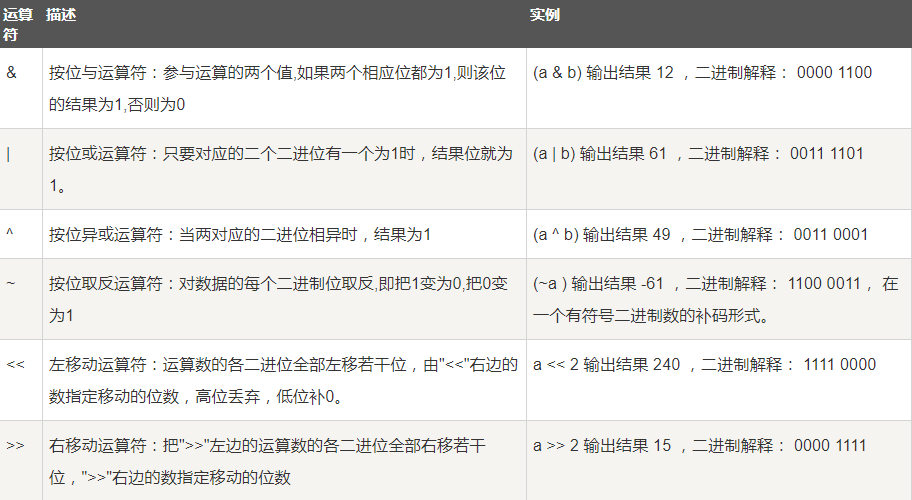 运算符 描述 实例
& 按位与运算符：参与运算的两个值,如果两个相应位都为1,则该位 (a & b) 输出结果 12 ，二进制解释： 0000 1100
的结果为1,否则为0
| 按位或运算符：只要对应的二个二进位有一个为1时，结果位就为 (a | b) 输出结果 61 ，二进制解释： 0011 1101
1。
^ 按位异或运算符：当两对应的二进位相异时，结果为1 (a ^ b) 输出结果 49 ，二进制解释： 0011 0001
~ 按位取反运算符：对数据的每个二进制位取反,即把1变为0,把0变 (~a ) 输出结果 -61 ，二进制解释： 1100 0011， 在
为1 一个有符号二进制数的补码形式。
<< 左移动运算符：运算数的各二进位全部左移若干位，由"<<"右边的 a << 2 输出结果 240 ，二进制解释： 1111 0000
数指定移动的位数，高位丢弃，低位补0。
>> 右移动运算符：把">>"左边的运算数的各二进位全部右移若干 a >> 2 输出结果 15 ，二进制解释： 0000 1111
位，">>"右边的数指定移动的位数